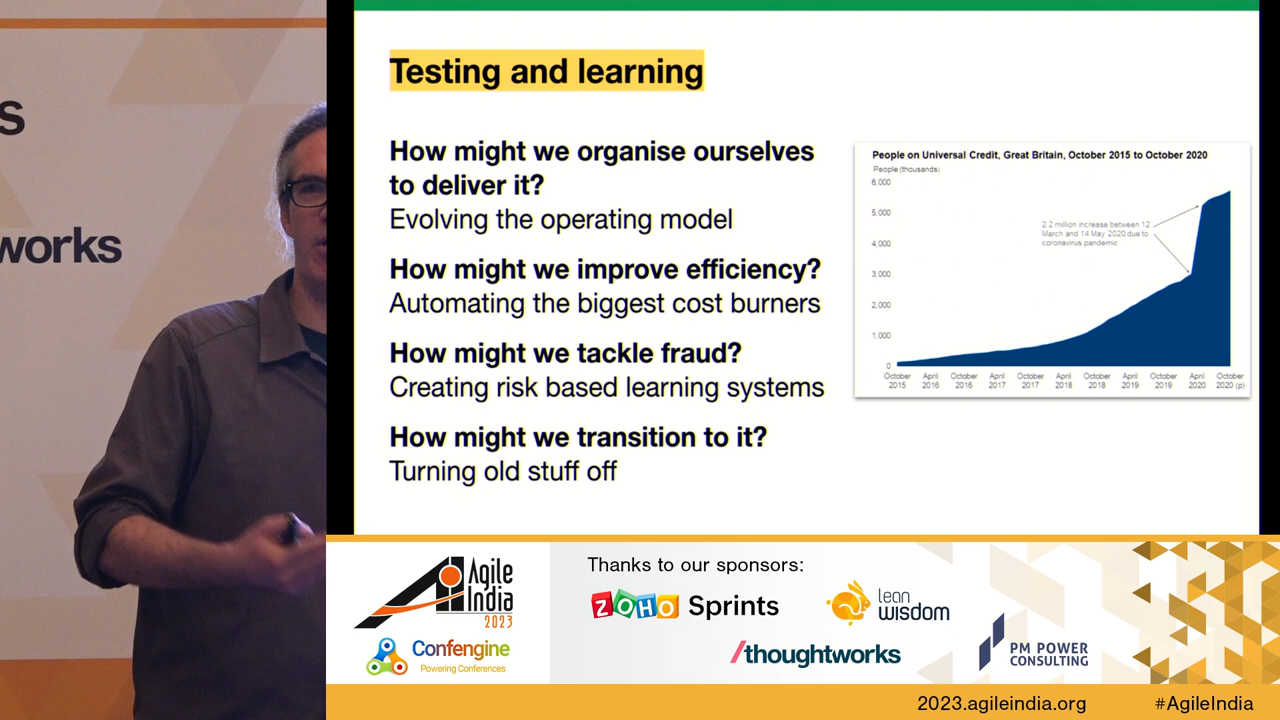 s
works
Testing and learning
How might we organise ourselves
to deliver it?
Evolving the operating model
How might we improve efficiency?
Automating the biggest cost burners
How might we tackle fraud?
Creating risk based learning systems
How might we transition to it?
Turning old stuff off
People on Universal Credit, Great Britain, October 2015 to October 2020
People (thousands)
6,000
5,000
4,000
3,000
2,000
1,000
0
2.2 million increase between 12
March and 14 May 2020 due to
coronavirus pandemic
October April October April October April October April October April October
2015 2016 2016 2017 2017 2018 2018 2019 2019 2020 2020 (p)
Agile
India
2023
Confengine
Powering Conferences
Thanks to our sponsors:
ZOHO Sprints
lean
wisdom
/thoughtworks
PM POWER
CONSULTING
2023.agileindia.org #AgileIndia